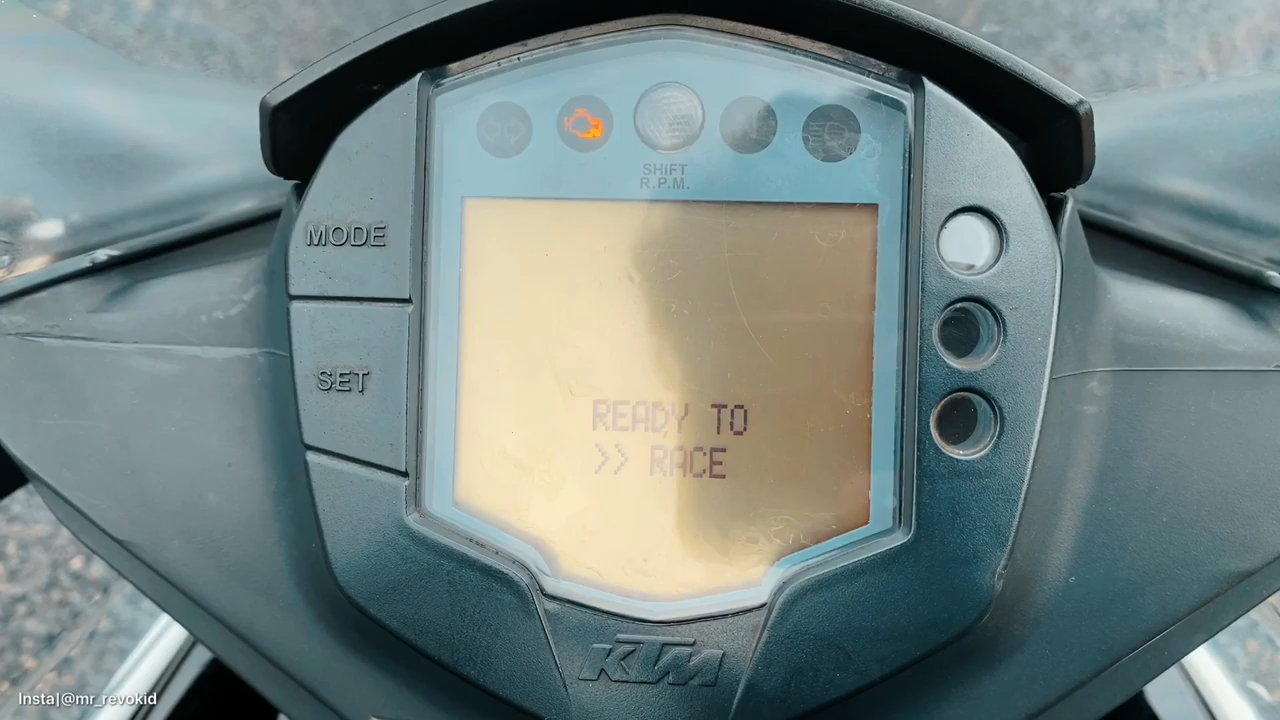 SHIFT
R.P.M.
MODE
SET
READY TO
>> RACE
KTM
Insta|@mr_revokid